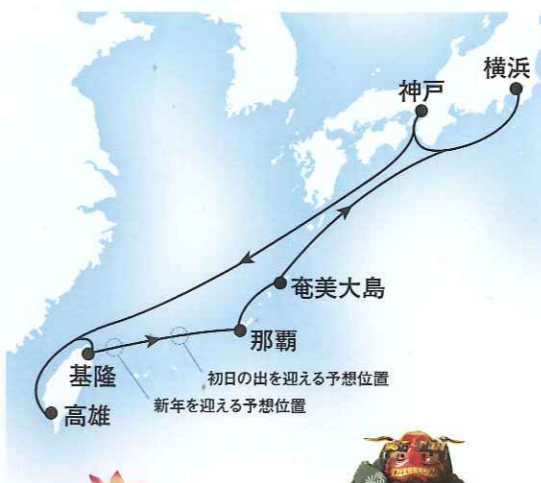 横浜
神戸
奄美大島
那覇
基隆
高雄
初日の出を迎える予想位置
新年を迎える予想位置